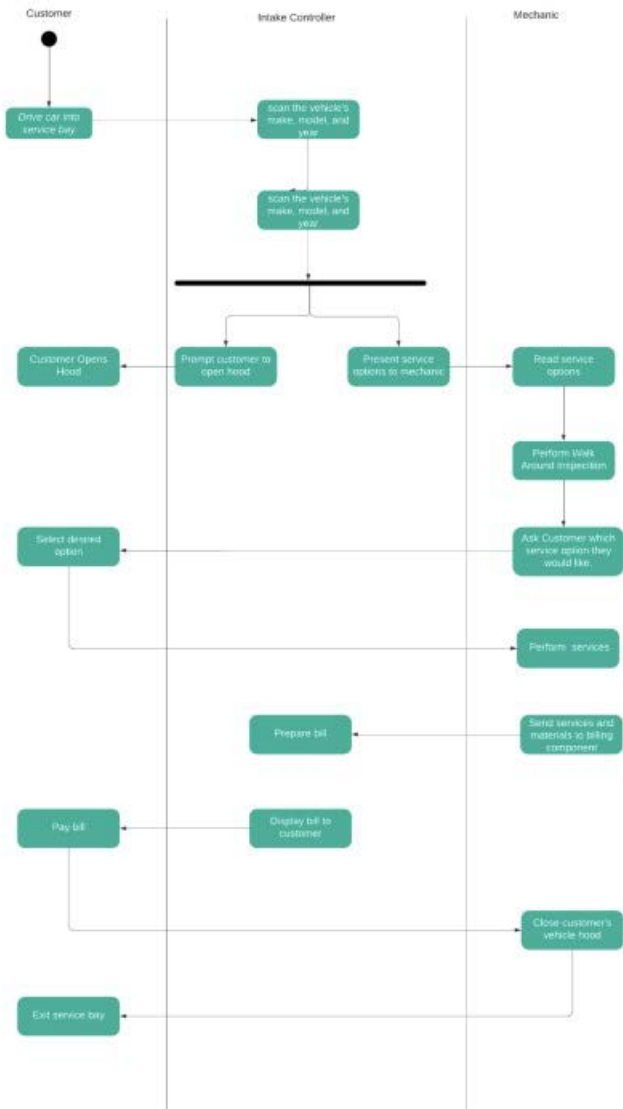 Customer
Intake Controller
Mechanic
Drive car into
service bay
scan the vehicle's
make, model, and
year
scan the vehicle's
make, model, and
year
Customer Opens
Hood
Prompt customer to
open hood
Present service
options to mechanic
Read service
options
Perform Walk
Around inspection
Select desired
option
Ask Customer which
service option they
would like.
Perform services
Prepare bill
Send services and
materials to billing
component
Pay bill
Display bill to
customer
Close customer's
vehicle hood
Exit service bay